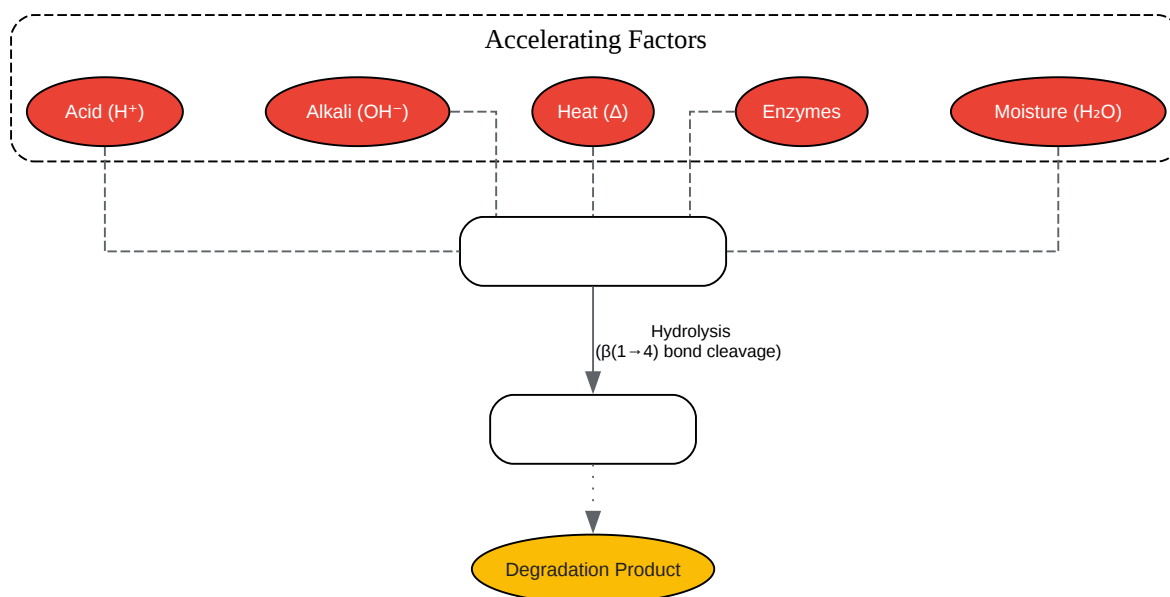 Accelerating Factors
Acid (H⁺)
Alkali (OH⁻)
Heat (Δ)
Enzymes
Moisture (H₂O)
Hydrolysis
(β(1→4) bond cleavage)
Degradation Product